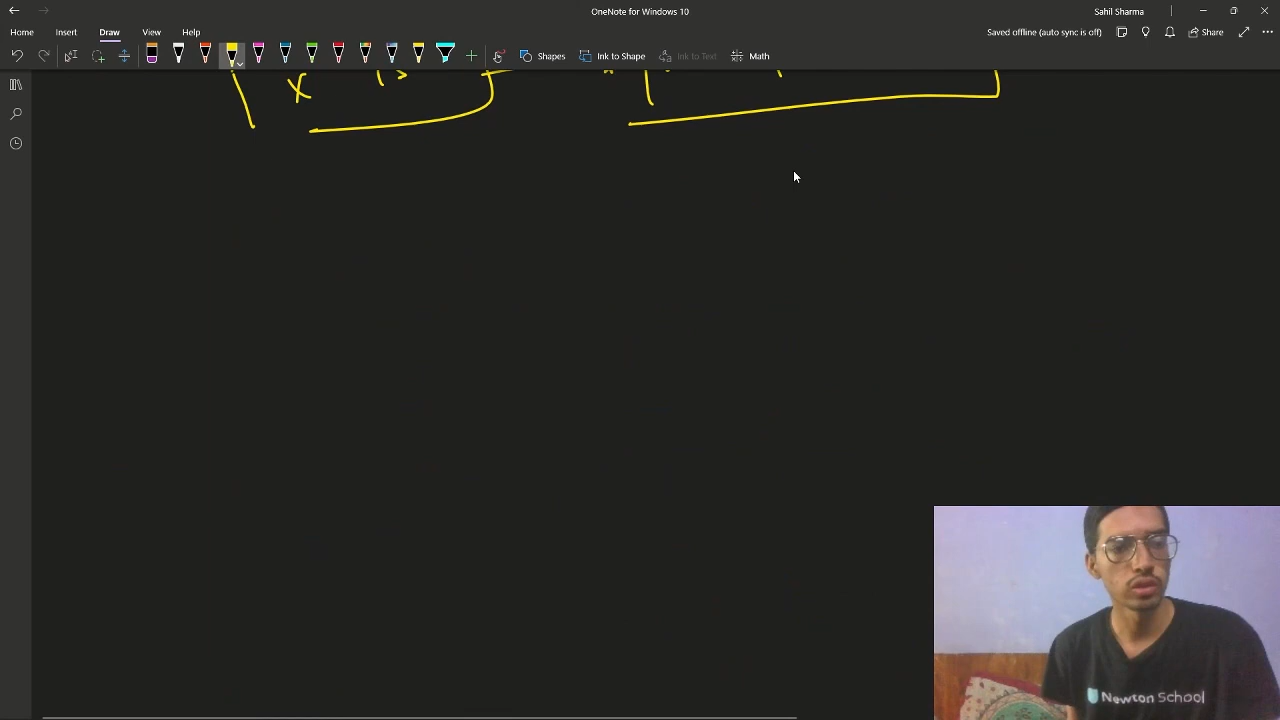 OneNote for Windows 10
Sahil Sharma
Home Insert Draw View Help
Saved offline (auto sync is off)
Share
Shapes
Ink to Shape
Ink to Text
Math
x
Newton School